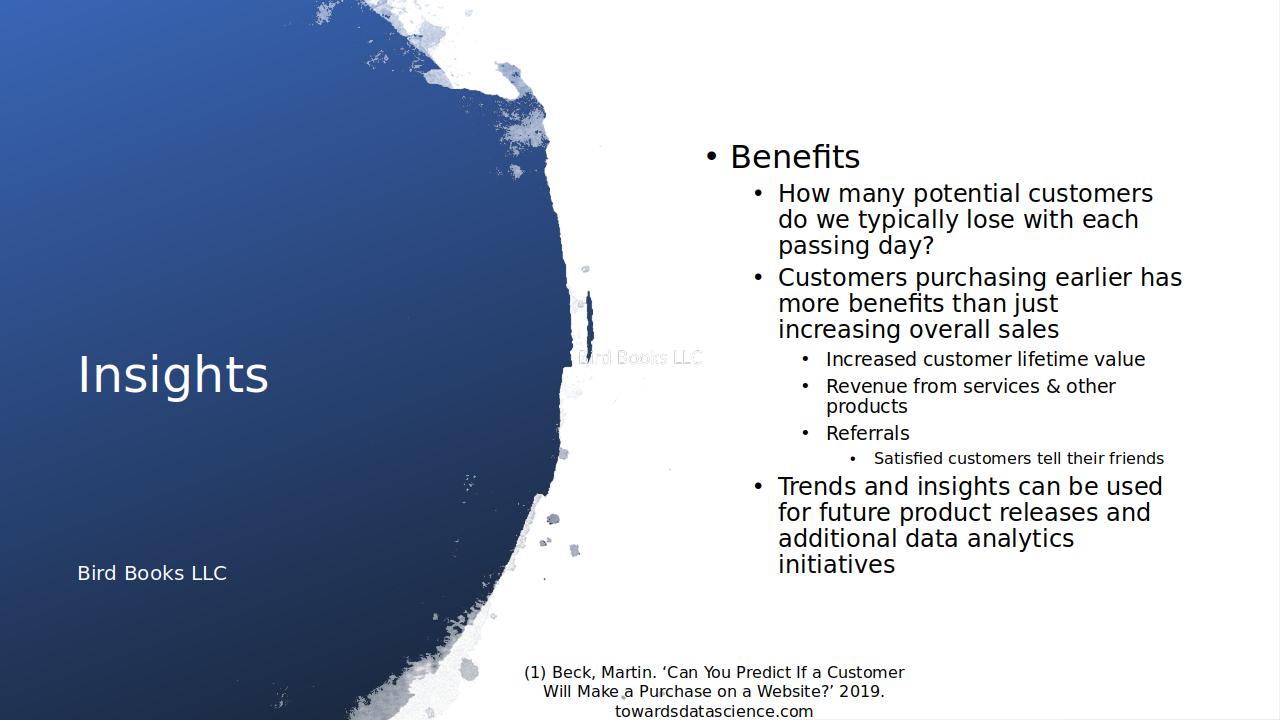 Insights
Bird Books LLC
Bird Books LLC
• Benefits
• How many potential customers
do we typically lose with each
passing day?
• Customers purchasing earlier has
more benefits than just
increasing overall sales
• Increased customer lifetime value
• Revenue from services & other
products
• Referrals
• Satisfied customers tell their friends
• Trends and insights can be used
for future product releases and
additional data analytics
initiatives
(1) Beck, Martin. ‘Can You Predict If a Customer
Will Make a Purchase on a Website?’ 2019.
towardsdatascience.com